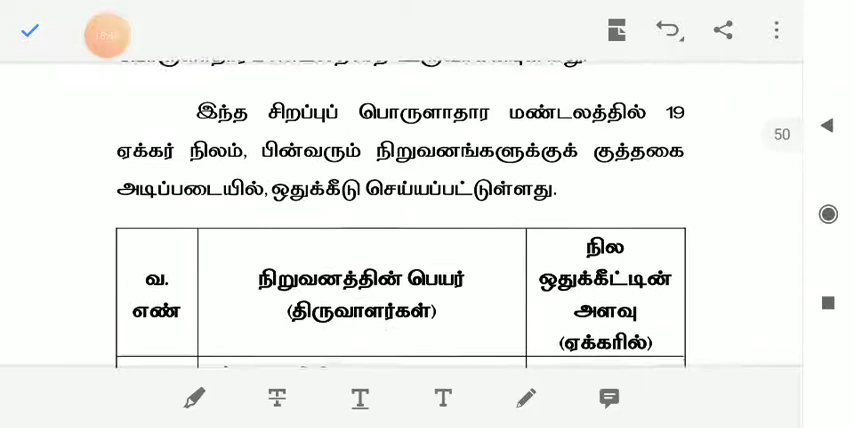 இந்த சிறப்புப் பொருளாதார மண்டலத்தில் 19
ஏக்கர் நிலம், பின்வரும் நிறுவனங்களுக்குக் குத்தகை
அடிப்படையில், ஒதுக்கீடு செய்யப்பட்டுள்ளது.
50
வ.
எண்
நிறுவனத்தின் பெயர்
(திருவாளர்கள்)
நில
ஒதுக்கீட்டின்
அளவு
(ஏக்கரில்)